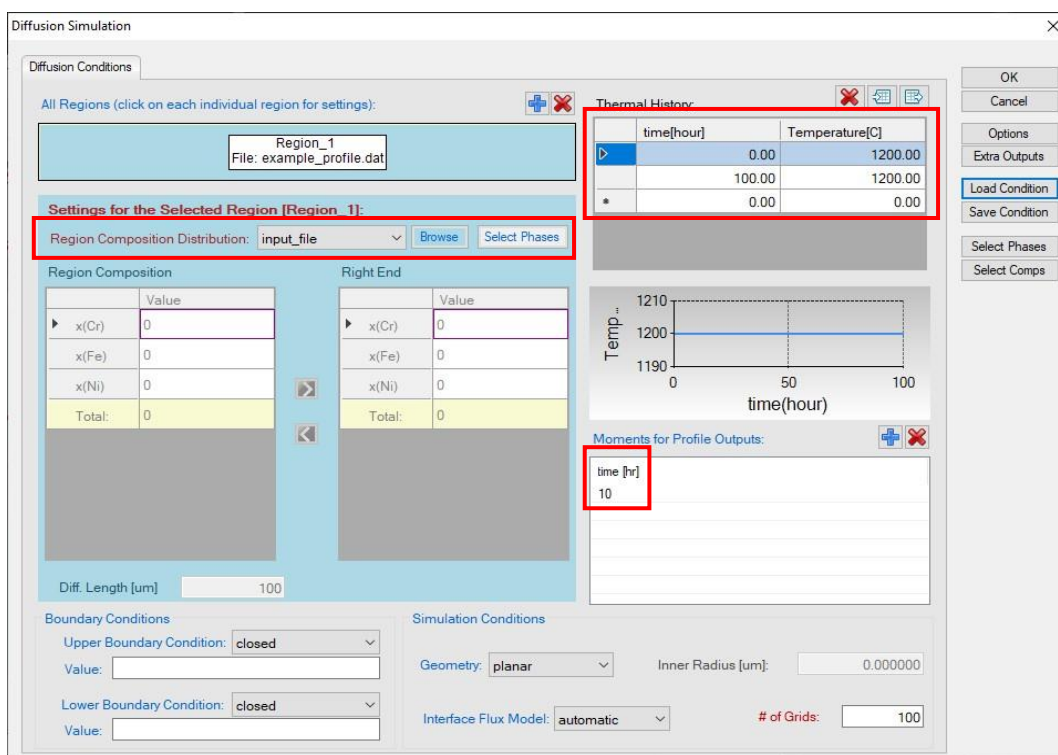 Diffusion Simulation
Diffusion Conditions
All Regions (click on each individual region for settings):
Region_1
File: example_profile.dat
Settings for the Selected Region [Region_1]:
Region Composition Distribution: input_file Browse Select Phases
Region Composition Right End
Value Value
x(Cr) 0 x(Cr) 0
x(Fe) 0 x(Fe) 0
x(Ni) 0 x(Ni) 0
Total: 0 Total: 0
Diff. Length [um] 100
Boundary Conditions
Upper Boundary Condition: closed
Value:
Lower Boundary Condition: closed
Value:
Thermal History:
time[hour] Temperature[C]
0.00 1200.00
100.00 1200.00
* 0.00 0.00
Temp...
1210
1200
1190
0 50 100
time(hour)
Moments for Profile Outputs:
time [hr]
10
Simulation Conditions
Geometry: planar Inner Radius [um]: 0.000000
Interface Flux Model: automatic # of Grids: 100
OK
Cancel
Options
Extra Outputs
Load Condition
Save Condition
Select Phases
Select Comps